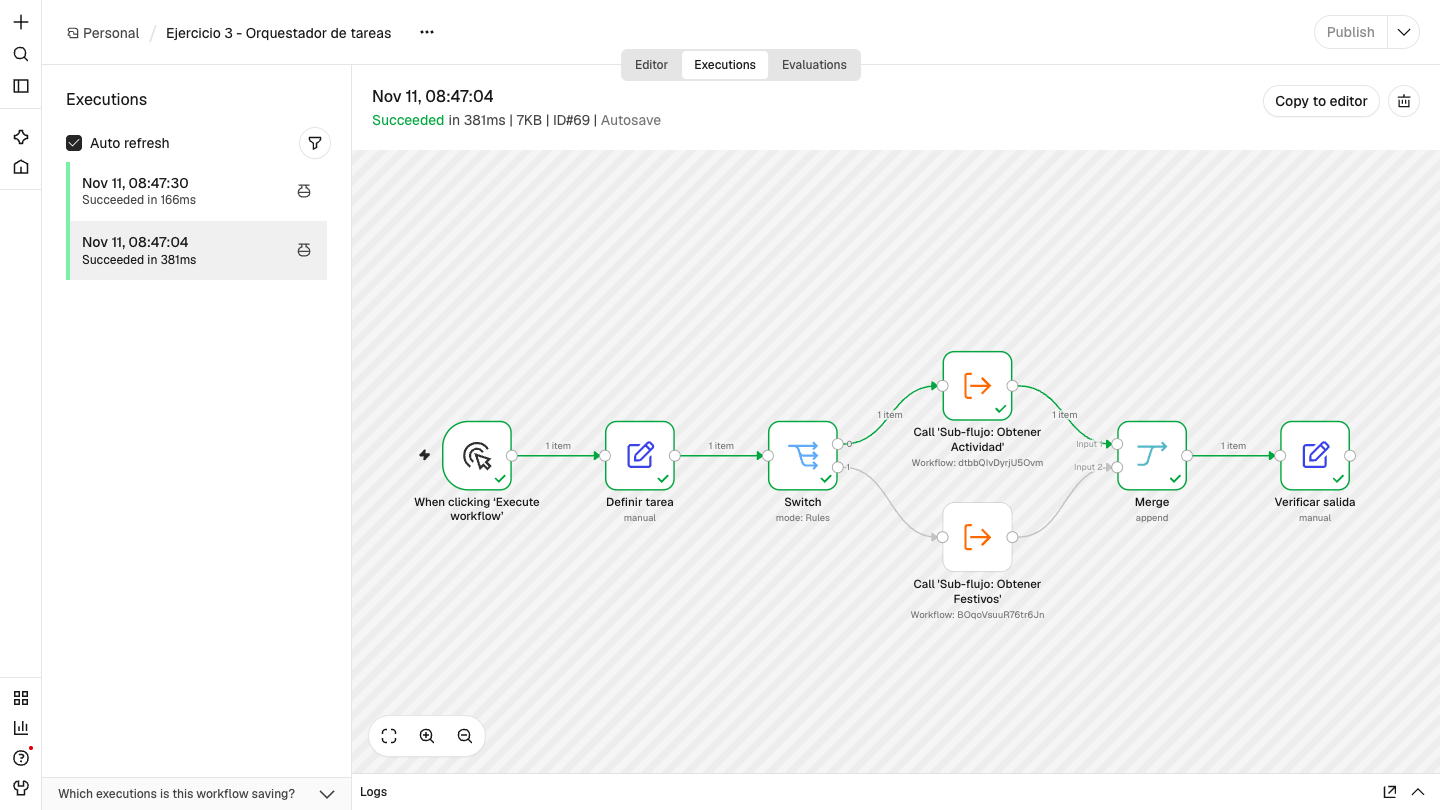 Personal / Ejercicio 3 - Orquestador de tareas ...
Publish
Editor Executions Evaluations
Executions
Auto refresh
Nov 11, 08:47:30
Succeeded in 166ms
Nov 11, 08:47:04
Succeeded in 381ms
Which executions is this workflow saving?
Nov 11, 08:47:04
Succeeded in 381ms | 7KB | ID#69 | Autosave
Copy to editor
1 item
When clicking ‘Execute
workflow’
1 item
Definir tarea
manual
0
1
Switch
mode: Rules
1 item
Call 'Sub-flujo: Obtener
Actividad'
Workflow: dtbbQIvDyrjU5Ovm
1 item
Call 'Sub-flujo: Obtener
Festivos'
Workflow: BOqoVsuuR76tr6Jn
Input 1
Input 2
Merge
append
1 item
Verificar salida
manual
Logs